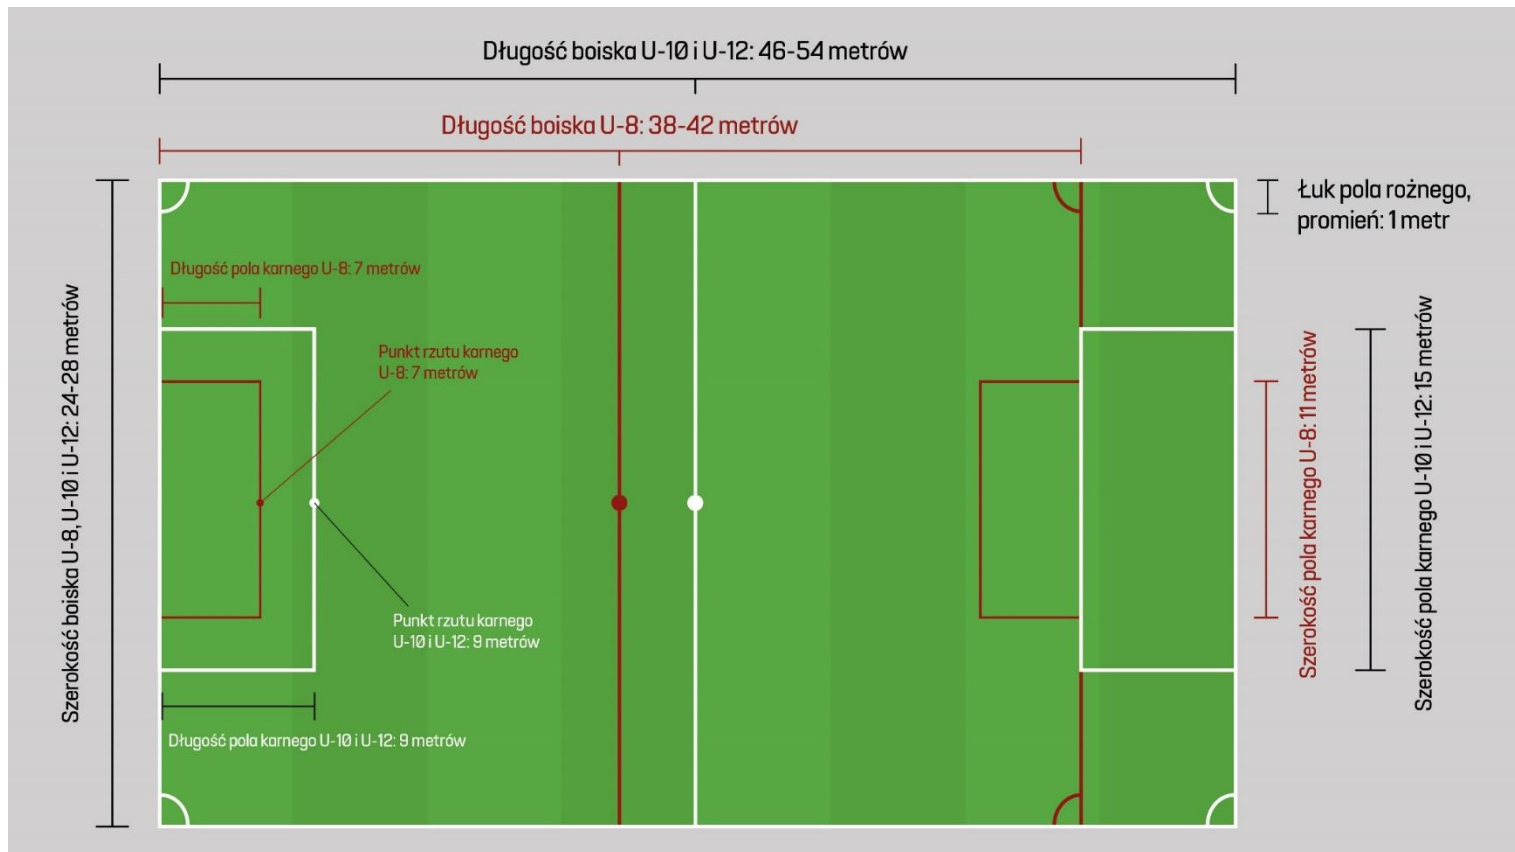 Długość boiska U-10 i U-12: 46-54 metrów
Długość boiska U-8: 38-42 metrów
Łuk pola rożnego,
promień: 1 metr
Długość pola karnego U-8: 7 metrów
Punkt rzutu karnego
U-8: 7 metrów
Szerokość boiska U-8, U-10 i U-12: 24-28 metrów
Szerokość pola karnego U-8: 11 metrów
Szerokość pola karnego U-10 i U-12: 15 metrów
Punkt rzutu karnego
U-10 i U-12: 9 metrów
Długość pola karnego U-10 i U-12: 9 metrów